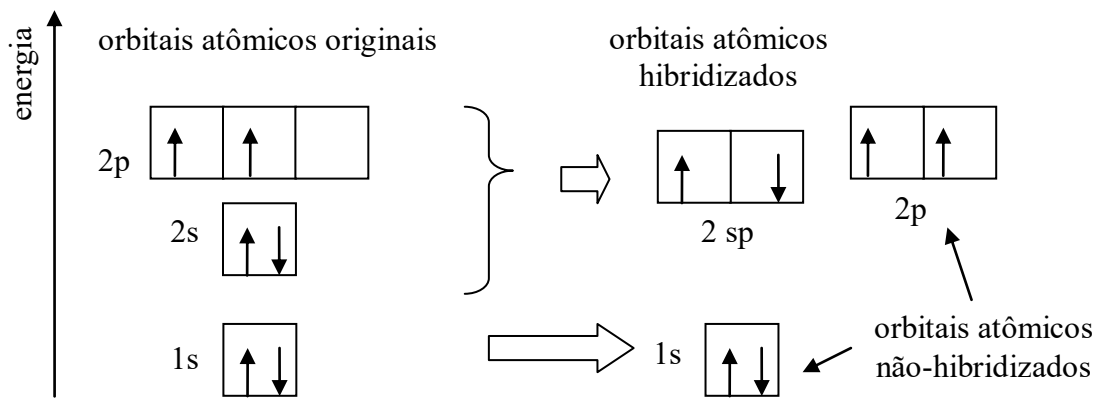 energia
orbitais atômicos originais
orbitais atômicos
hibridizados
2p
2s
1s
2 sp
2p
1s
orbitais atômicos
não-hibridizados